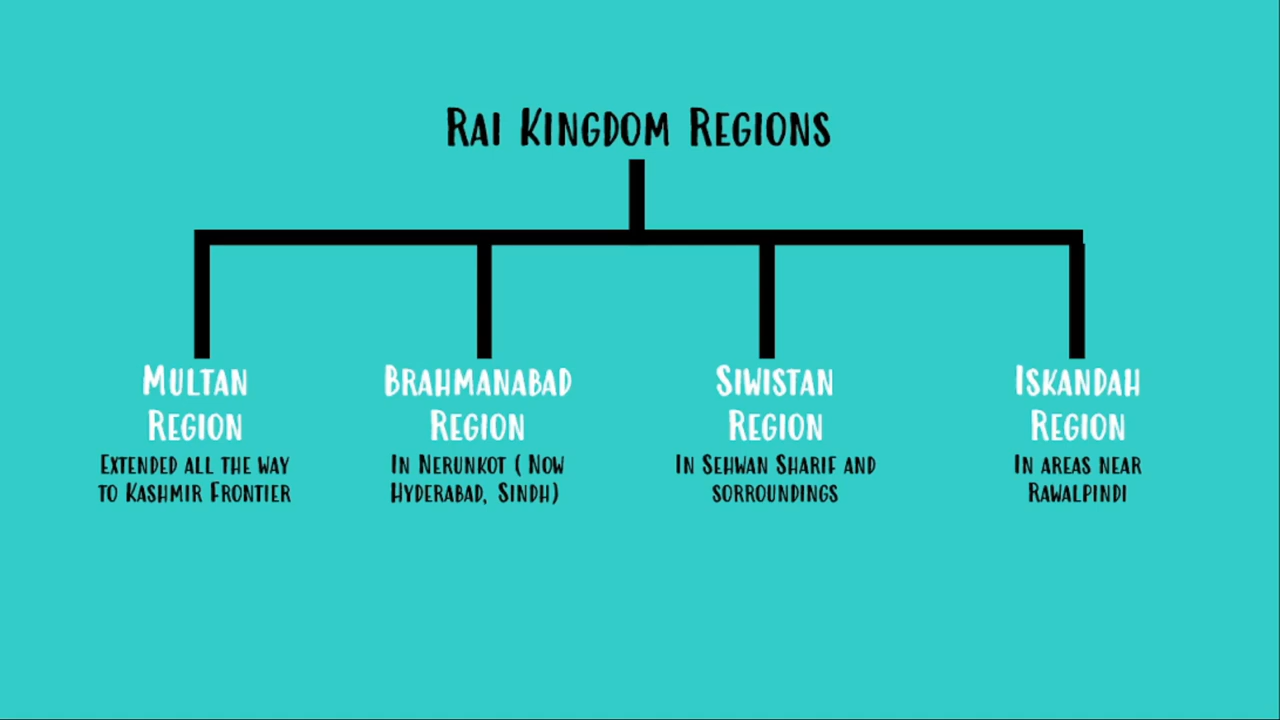 Rai Kingdom Regions
Multan
Region
Extended all the way
to Kashmir Frontier
Brahmanabad
Region
In Nerunkot ( Now
Hyderabad, Sindh)
Siwistan
Region
In Sehwan Sharif and
sorroundings
Iskandah
Region
In areas near
Rawalpindi